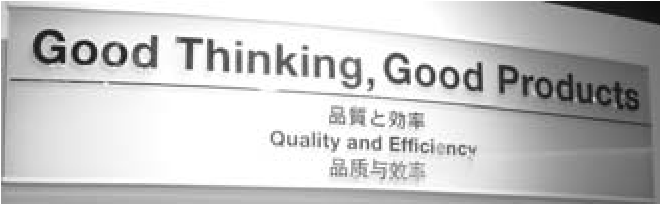 Good Thinking, Good Products
品質と効率
Quality and Efficiency
品质与效率